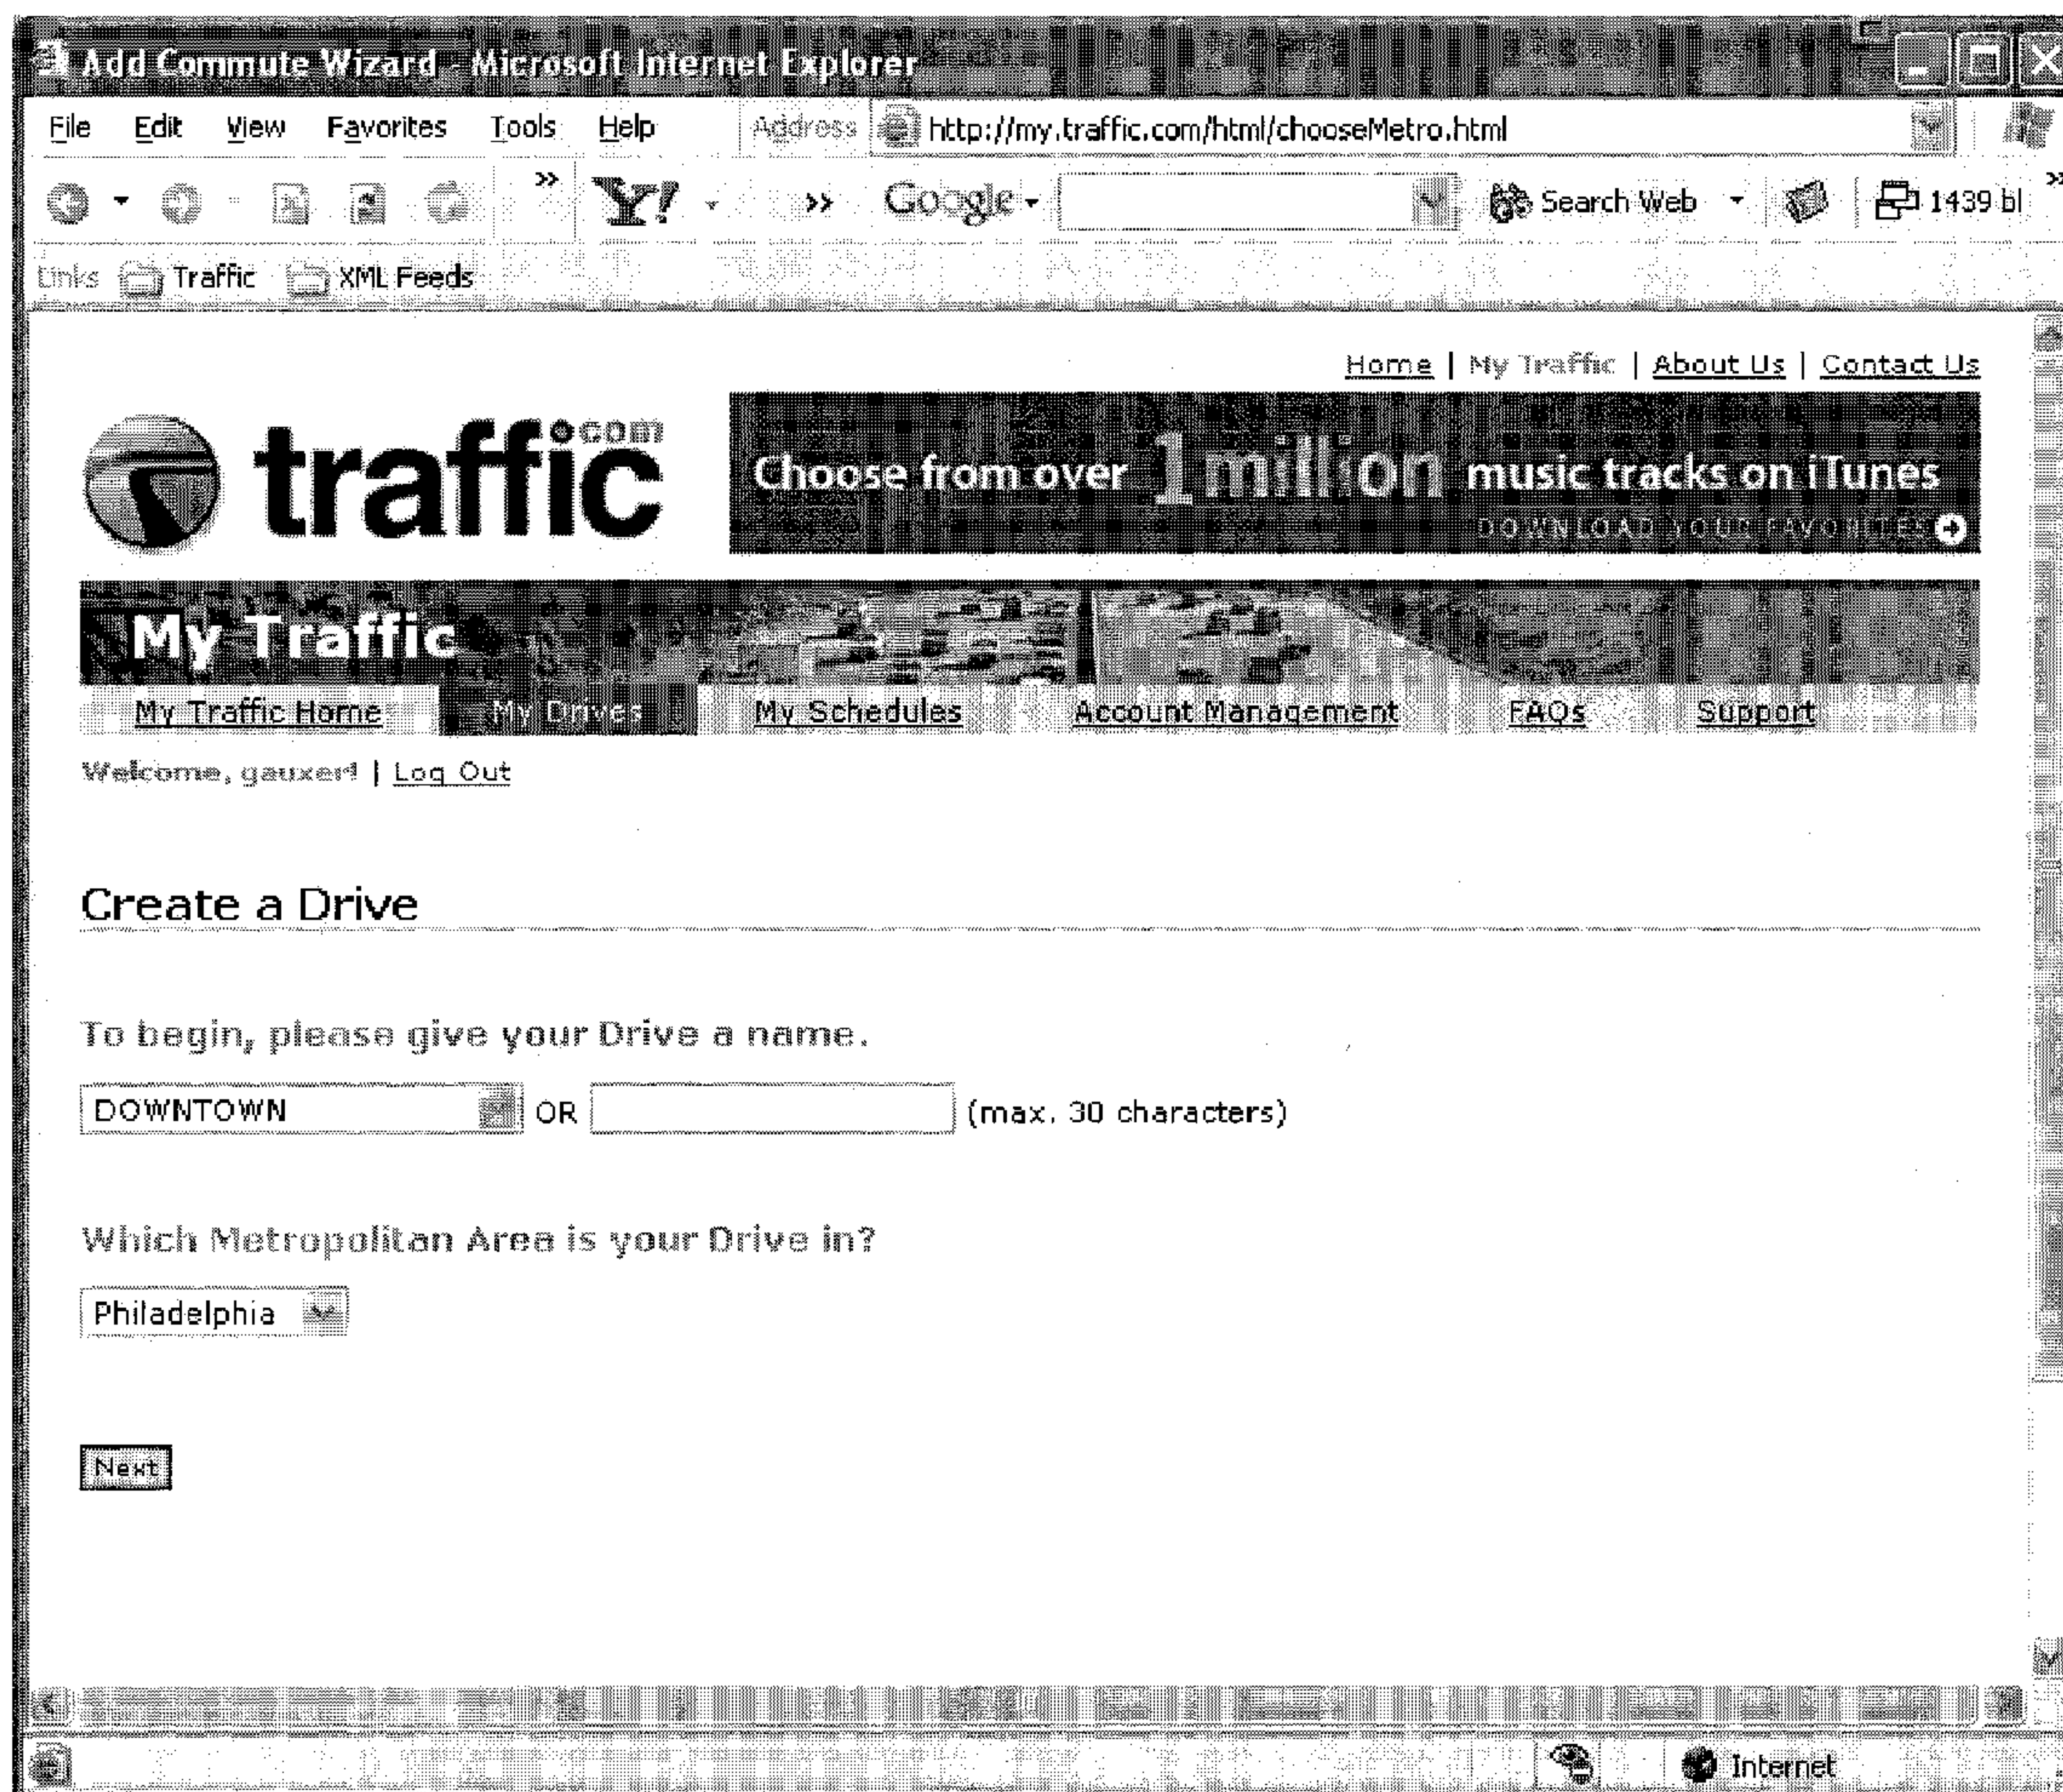 Add Commute Wizard - Microsoft Internet Explorer
File Edit View Favorites Tools Help Address http://my.traffic.com/html/chooseMetro.html
» Y! » Google Search Web 1439 bl »
Links Traffic XML Feeds
Home | My Traffic | About Us | Contact Us
traffic.com
Choose from over 1 million music tracks on iTunes
DOWNLOAD YOUR FAVORITES
My Traffic
My Traffic Home My Drives My Schedules Account Management FAQs Support
Welcome, gauxer! | Log Out
Create a Drive
To begin, please give your Drive a name.
DOWNTOWN OR (max. 30 characters)
Which Metropolitan Area is your Drive in?
Philadelphia
Next
Internet